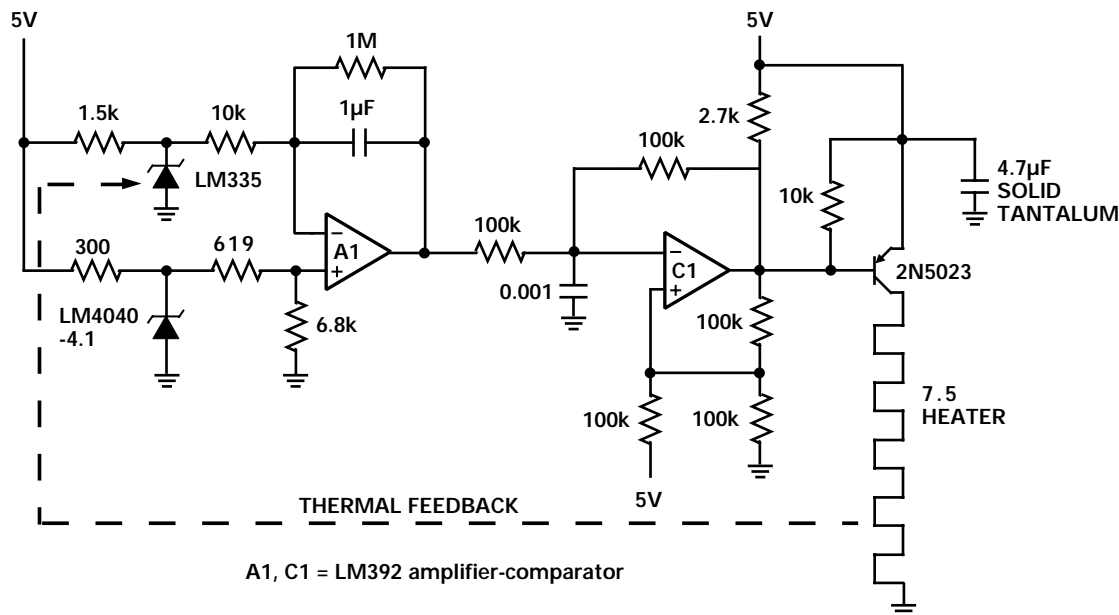 5V
1M
1µF
1.5k
10k
LM335
300
619
LM4040
-4.1
6.8k
−
A1
+
100k
0.001
100k
5V
2.7k
−
C1
+
10k
4.7µF
SOLID
TANTALUM
2N5023
100k
100k
100k
5V
7.5
HEATER
THERMAL FEEDBACK
A1, C1 = LM392 amplifier-comparator